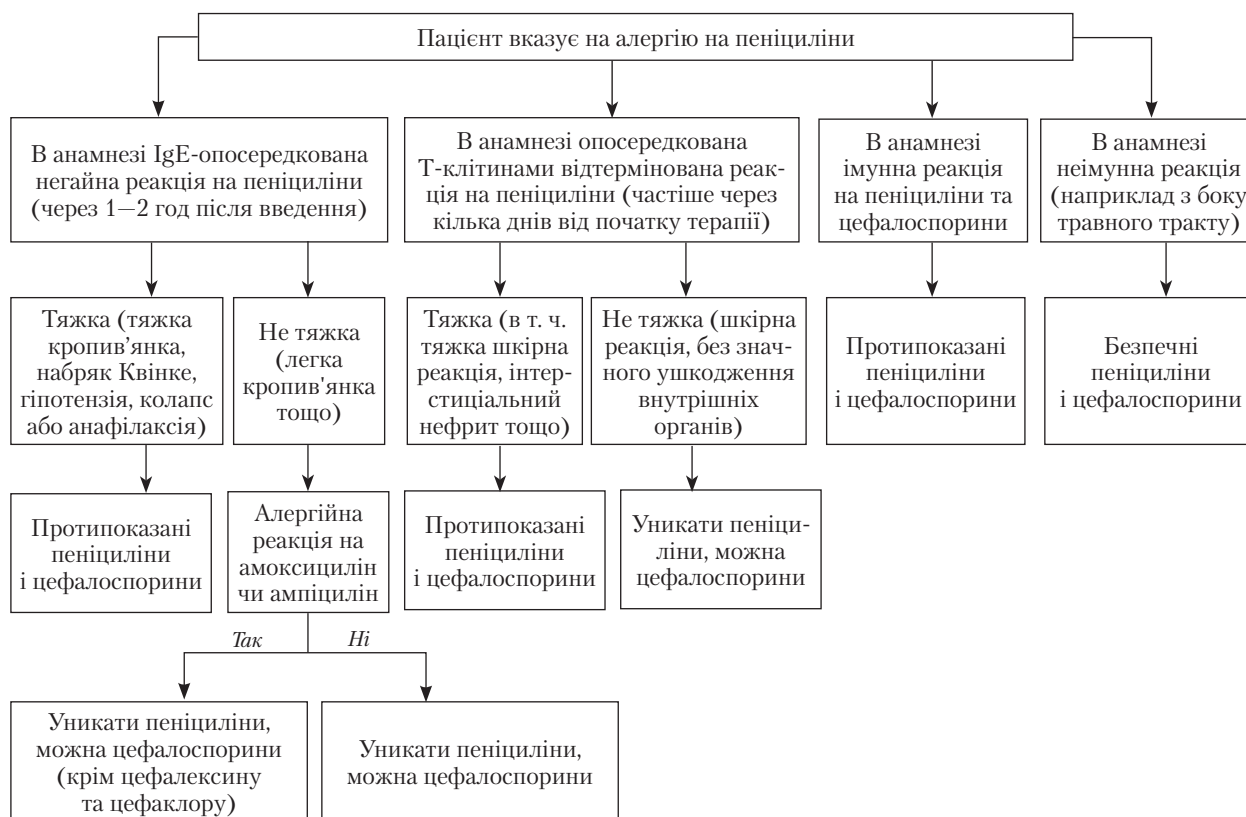 Пацієнт вказує на алергію на пеніциліни
В анамнезі IgE-опосередкована
негайна реакція на пеніциліни
(через 1—2 год після введення)
В анамнезі опосередкована
Т-клітинами відтермінована реак-
ція на пеніциліни (частіше через
кілька днів від початку терапії)
В анамнезі
імунна реакція
на пеніциліни та
цефалоспорини
В анамнезі
неімунна реакція
(наприклад з боку
травного тракту)
Тяжка (тяжка
кропив'янка,
набряк Квінке,
гіпотензія, колапс
або анафілаксія)
Не тяжка
(легка
кропив'янка
тощо)
Тяжка (в т. ч.
тяжка шкірна
реакція, інтер-
стиціальний
нефрит тощо)
Не тяжка (шкірна
реакція, без знач-
ного ушкодження
внутрішніх
органів)
Протипоказані
пеніциліни
і цефалоспорини
Безпечні
пеніциліни
і цефалоспорини
Протипоказані
пеніциліни
і цефалоспорини
Алергійна
реакція на
амоксицилін
чи ампіцилін
Протипоказані
пеніциліни
і цефалоспорини
Уникати пеніци-
ліни, можна
цефалоспорини
Так
Ні
Уникати пеніциліни,
можна цефалоспорини
(крім цефалексину
та цефаклору)
Уникати пеніциліни,
можна цефалоспорини